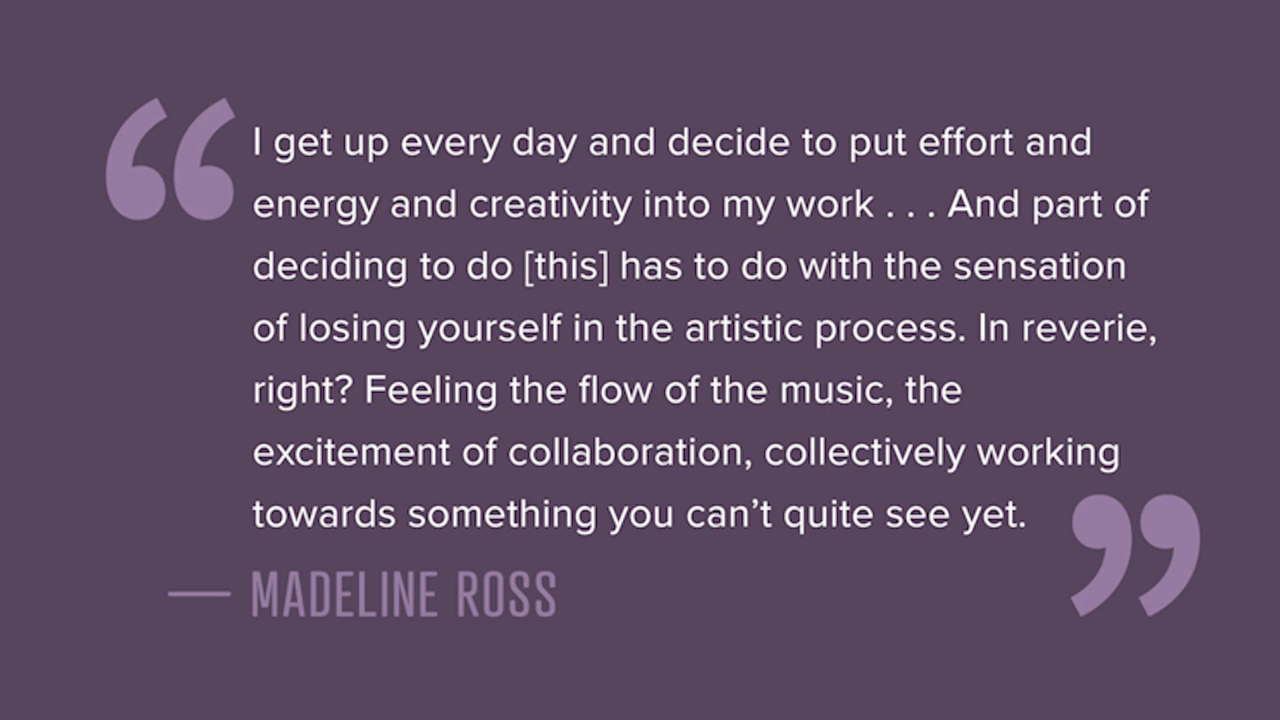 “I get up every day and decide to put effort and
energy and creativity into my work . . . And part of
deciding to do [this] has to do with the sensation
of losing yourself in the artistic process. In reverie,
right? Feeling the flow of the music, the
excitement of collaboration, collectively working
towards something you can’t quite see yet.”
— MADELINE ROSS